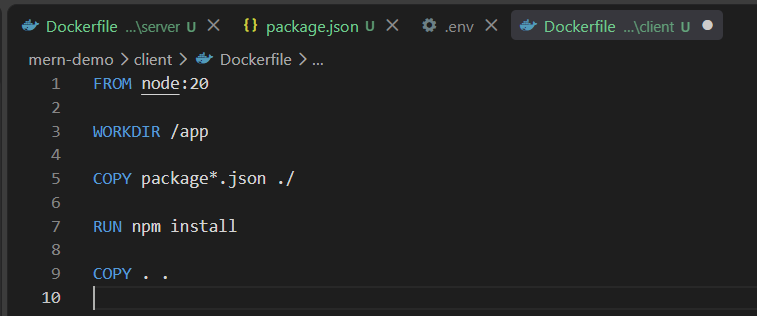 Dockerfile ...\server U package.json U .env Dockerfile ...\client U
mern-demo > client > Dockerfile > ...
1 FROM node:20
2
3 WORKDIR /app
4
5 COPY package*.json ./
6
7 RUN npm install
8
9 COPY . .
10